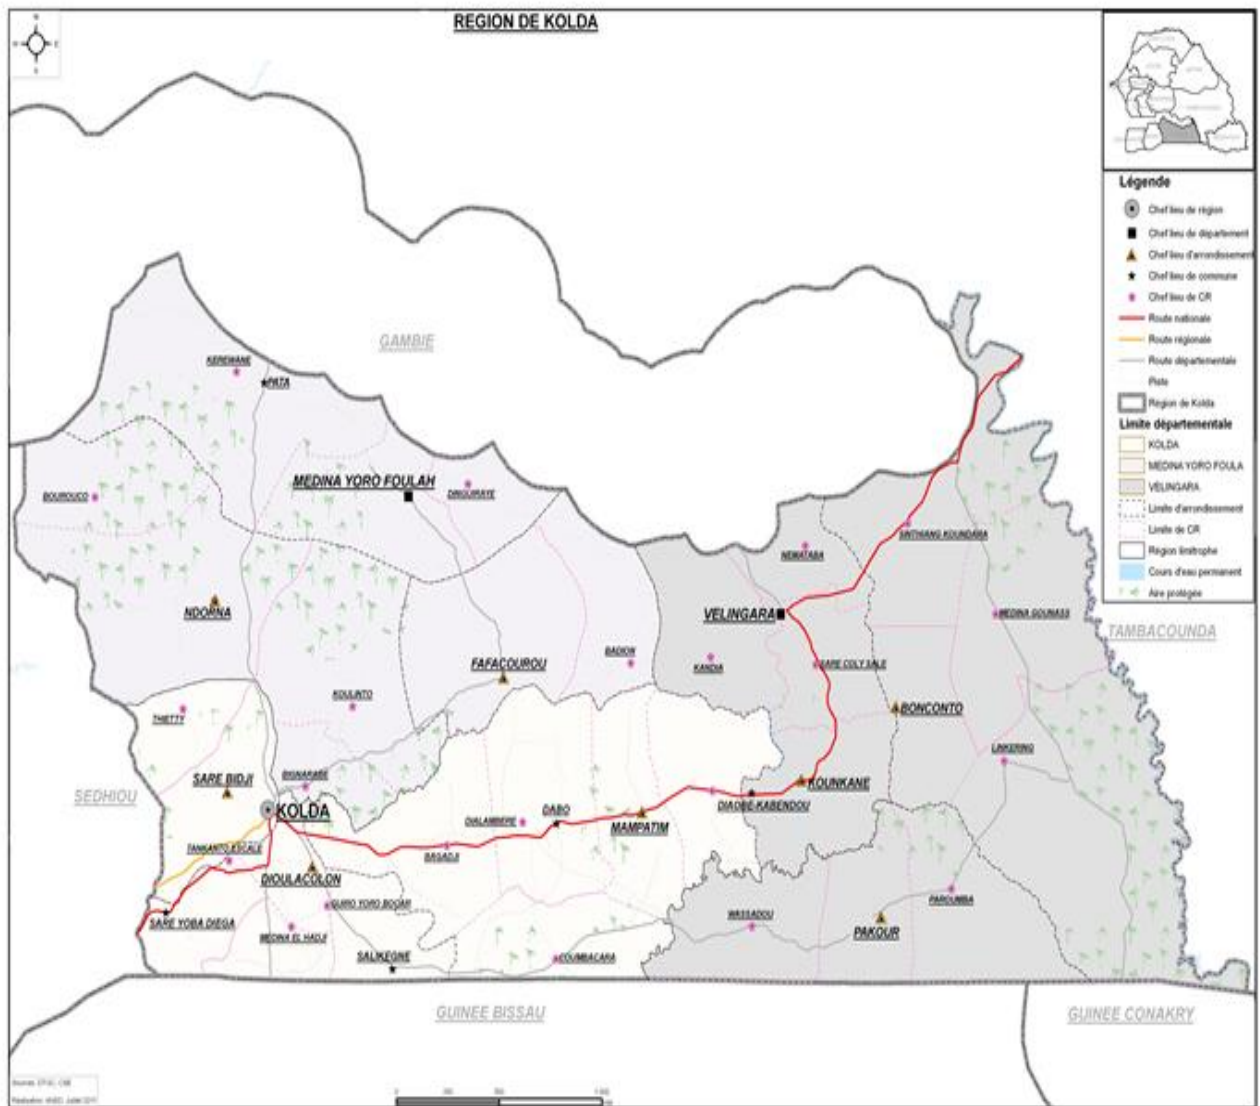 REGION DE KOLDA
Légende
Chef lieu de région
Chef lieu de département
Chef lieu d'arrondissement
Chef lieu de commune
Chef lieu de CR
Route nationale
Route régionale
Route départementale
Piste
Région de Kolda
Limite départementale
KOLDA
MEDINA YORO FOULA
VELINGARA
Limite d'arrondissement
Limite de CR
Région limitrophe
Cours d'eau permanent
Aire protégée
GAMBIE
KEREWANE
PATA
MEDINA YORO FOULAH
DINGUIRAYE
BOUROUCO
SINTHIANG KOUNDARA
NEMATABA
NDORNA
VELINGARA
MEDINA GOUNASS
TAMBACOUNDA
FAFACOUROU
BADION
KANDIA
SARE COLY SALE
KOULINTO
THIETTY
BONCONTO
LINKERING
SARE BIDJI
BIGNARABE
SEDHIOU
KOLDA
KOUNKANE
DIAOBE-KABENDOU
DABO
DIALAMBERE
MAMPATIM
TANKANTO ESCALE
BAGADJI
DIOULACOLON
GUIRO YORO BOCAR
PAROUMBA
SARE YOBA DIEGA
WASSADOU
PAKOUR
MEDINA EL HADJI
SALIKEGNE
COUMBACARA
GUINEE BISSAU
GUINEE CONAKRY